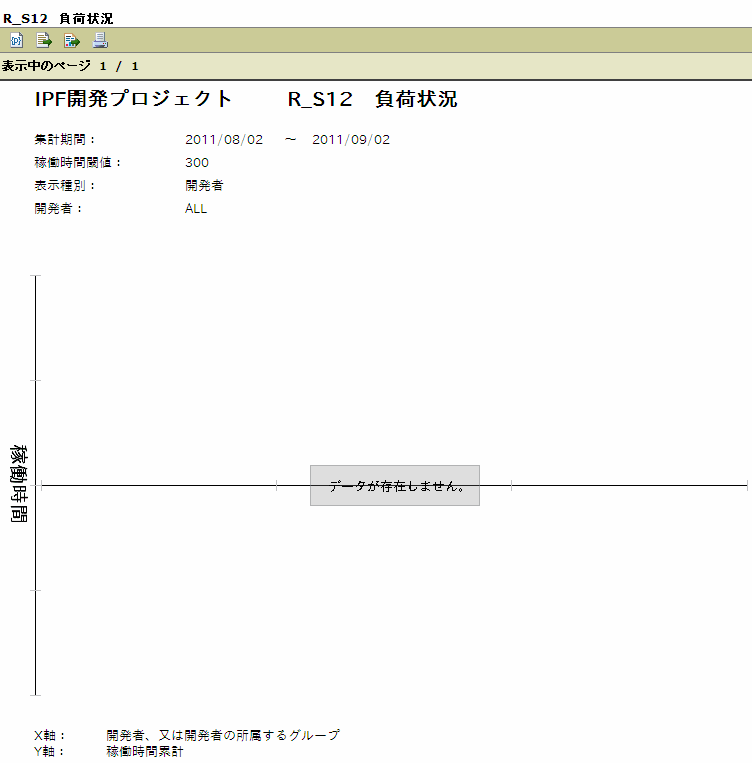 R_S12 負荷状況
表示中のページ 1 / 1
IPF開発プロジェクト R_S12 負荷状況
集計期間： 2011/08/02 ～ 2011/09/02
稼働時間閾値： 300
表示種別： 開発者
開発者： ALL
稼働時間
データが存在しません。
X軸： 開発者、又は開発者の所属するグループ
Y軸： 稼働時間累計